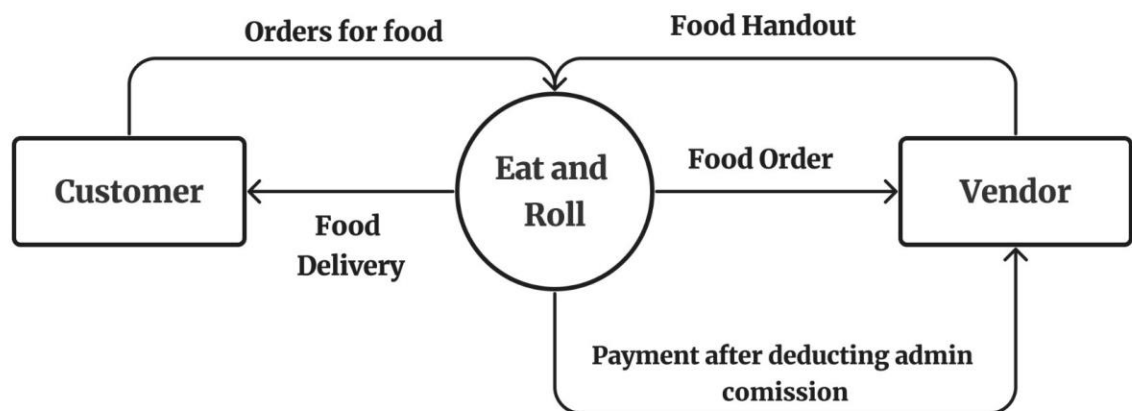 Orders for food
Food Handout
Customer
Eat and
Roll
Food Order
Vendor
Food
Delivery
Payment after deducting admin
comission